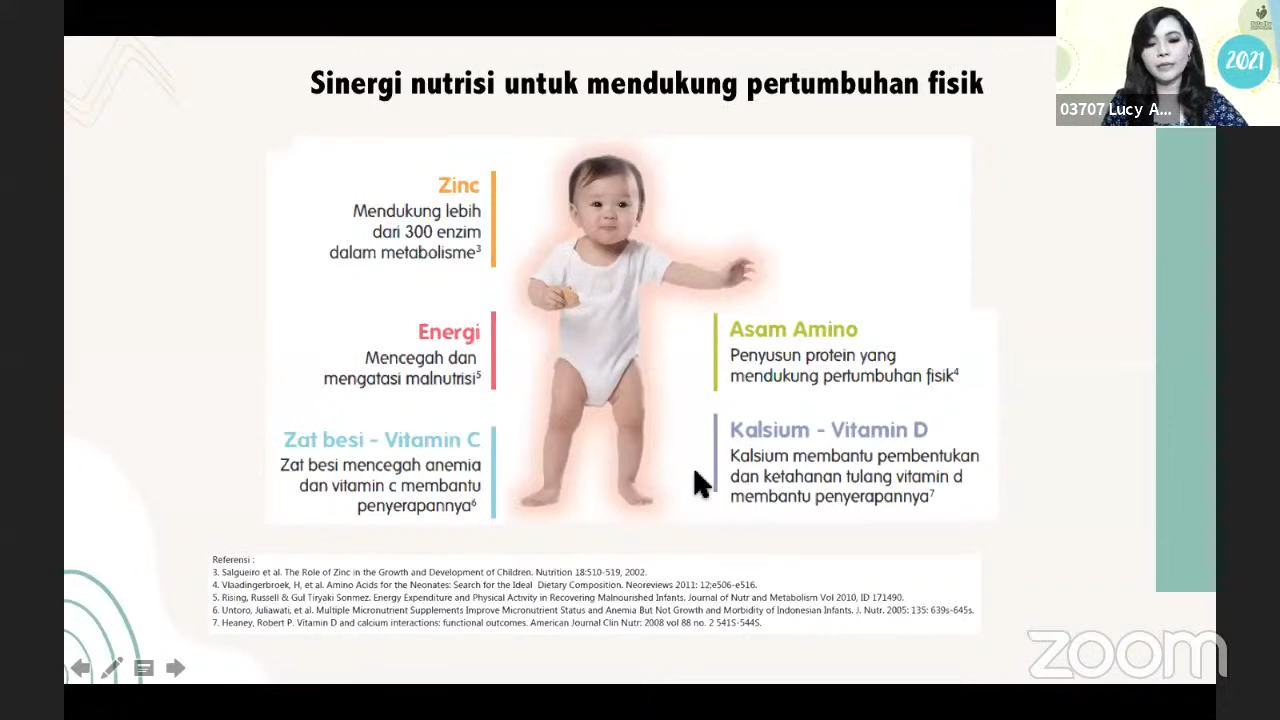 Sinergi nutrisi untuk mendukung pertumbuhan fisik
2021
03707 Lucy A...
Zinc
Mendukung lebih
dari 300 enzim
dalam metabolisme³
Energi
Mencegah dan
mengatasi malnutrisi⁵
Zat besi - Vitamin C
Zat besi mencegah anemia
dan vitamin c membantu
penyerapannya⁶
Asam Amino
Penyusun protein yang
mendukung pertumbuhan fisik⁴
Kalsium - Vitamin D
Kalsium membantu pembentukan
dan ketahanan tulang vitamin d
membantu penyerapannya⁷
Referensi :
3. Salgueiro et al. The Role of Zinc in the Growth and Development of Children. Nutrition 18:510-519, 2002.
4. Vlaadingerbroek, H, et al. Amino Acids for the Neonates: Search for the Ideal Dietary Composition. Neoreviews 2011: 12;e506-e516.
5. Rising, Russell & Gul Tiryaki Sonmez. Energy Expenditure and Physical Activity in Recovering Malnourished Infants. Journal of Nutr and Metabolism Vol 2010, ID 171490.
6. Untoro, Juliawati, et al. Multiple Micronutrient Supplements Improve Micronutrient Status and Anemia But Not Growth and Morbidity of Indonesian Infants. J. Nutr. 2005: 135: 639s-645s.
7. Heaney, Robert P. Vitamin D and calcium interactions: functional outcomes. American Journal Clin Nutr: 2008 vol 88 no. 2 541S-544S.
zoom